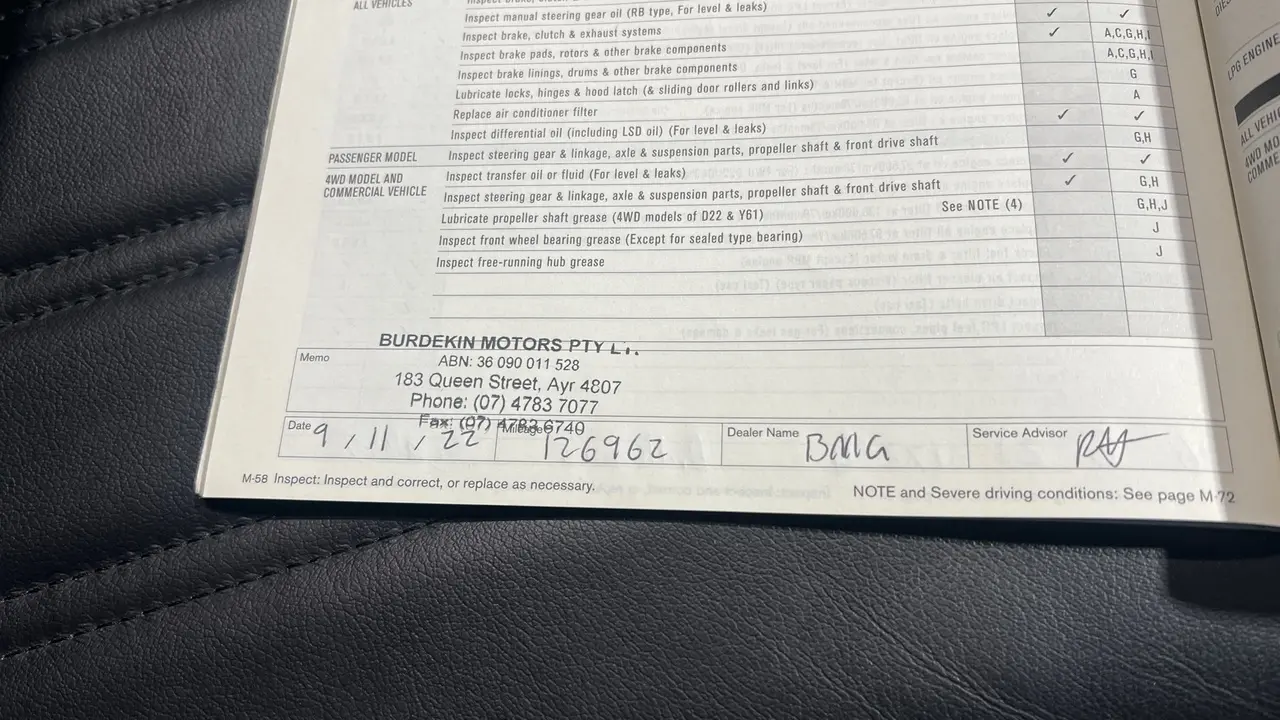 ALL VEHICLES
Inspect manual steering gear oil (RB type, For level & leaks) ✓ ✓
Inspect brake, clutch & exhaust systems ✓ A,C,G,H,I
Inspect brake pads, rotors & other brake components A,C,G,H,I
Inspect brake linings, drums & other brake components G
Lubricate locks, hinges & hood latch (& sliding door rollers and links) A
Replace air conditioner filter ✓ ✓
Inspect differential oil (including LSD oil) (For level & leaks) G,H
PASSENGER MODEL Inspect steering gear & linkage, axle & suspension parts, propeller shaft & front drive shaft ✓ ✓
4WD MODEL AND Inspect transfer oil or fluid (For level & leaks) ✓ G,H
COMMERCIAL VEHICLE Inspect steering gear & linkage, axle & suspension parts, propeller shaft & front drive shaft G,H,J
Lubricate propeller shaft grease (4WD models of D22 & Y61) See NOTE (4) J
Inspect front wheel bearing grease (Except for sealed type bearing) J
Inspect free-running hub grease
BURDEKIN MOTORS PTY
Memo
ABN: 36 090 011 528
183 Queen Street, Ayr 4807
Phone: (07) 4783 7077
Fax: (07) 4783 6740
Date 9 / 11 / 22 Mileage 126962 Dealer Name BMG Service Advisor
M-58 Inspect: Inspect and correct, or replace as necessary.
NOTE and Severe driving conditions: See page M-72
LPG ENGINE